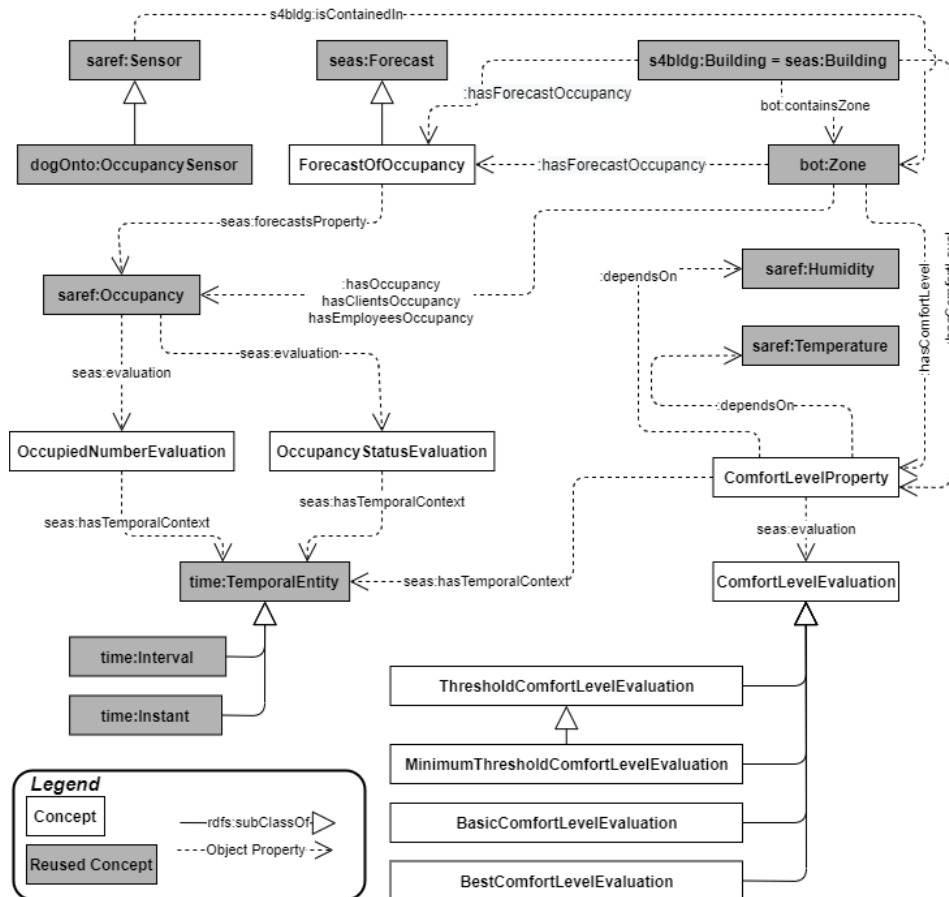 s4bldg:isContainedIn
saref:Sensor
seas:Forecast
s4bldg:Building = seas:Building
:hasForecastOccupancy
bot:containsZone
dogOnto:OccupancySensor
ForecastOfOccupancy
:hasForecastOccupancy
bot:Zone
seas:forecastsProperty
:hasComfortLevel
:hasComfortLevel
saref:Occupancy
:hasOccupancy
hasClientsOccupancy
hasEmployeesOccupancy
:dependsOn
saref:Humidity
saref:Temperature
seas:evaluation
seas:evaluation
:dependsOn
OccupiedNumberEvaluation
OccupancyStatusEvaluation
ComfortLevelProperty
seas:hasTemporalContext
seas:hasTemporalContext
seas:evaluation
time:TemporalEntity
seas:hasTemporalContext
ComfortLevelEvaluation
time:Interval
time:Instant
ThresholdComfortLevelEvaluation
MinimumThresholdComfortLevelEvaluation
BasicComfortLevelEvaluation
BestComfortLevelEvaluation
Legend
Concept
rdfs:subClassOf
Object Property
Reused Concept